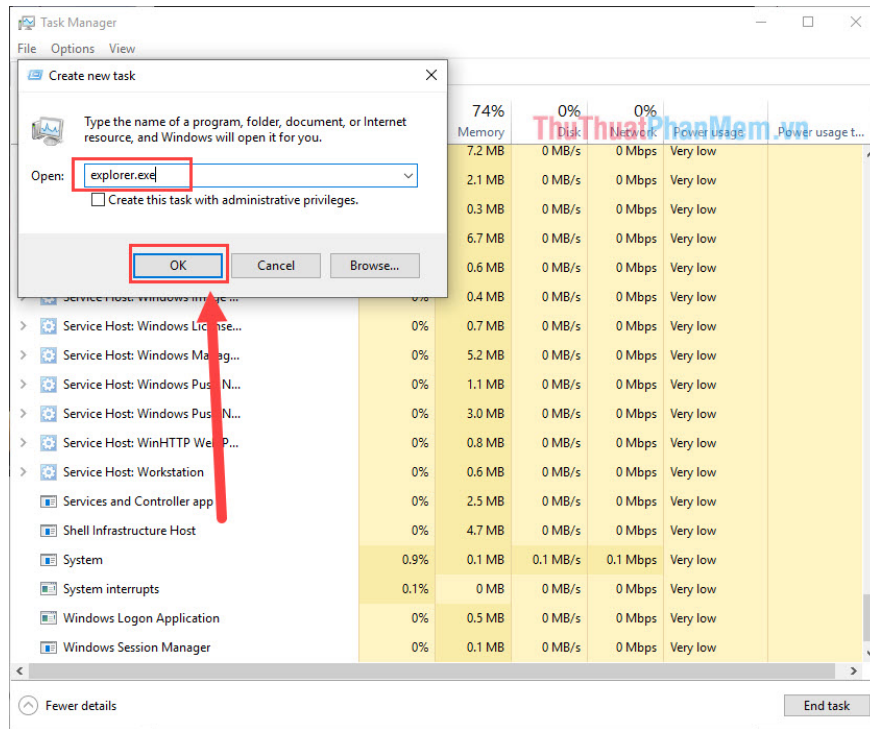 Task Manager
File Options View
Create new task
Type the name of a program, folder, document, or Internet
resource, and Windows will open it for you.
Open: explorer.exe
Create this task with administrative privileges.
OK Cancel Browse...
74% 0% 0%
Memory Disk Network Power usage Power usage t...
ThuThuatPhanMem.vn
7.2 MB 0 MB/s 0 Mbps Very low
2.1 MB 0 MB/s 0 Mbps Very low
0.3 MB 0 MB/s 0 Mbps Very low
6.7 MB 0 MB/s 0 Mbps Very low
0.6 MB 0 MB/s 0 Mbps Very low
Service Host: Windows Image ... 0% 0.4 MB 0 MB/s 0 Mbps Very low
Service Host: Windows License... 0% 0.7 MB 0 MB/s 0 Mbps Very low
Service Host: Windows Manag... 0% 5.2 MB 0 MB/s 0 Mbps Very low
Service Host: Windows Push N... 0% 1.1 MB 0 MB/s 0 Mbps Very low
Service Host: Windows Push N... 0% 3.0 MB 0 MB/s 0 Mbps Very low
Service Host: WinHTTP Web P... 0% 0.8 MB 0 MB/s 0 Mbps Very low
Service Host: Workstation 0% 0.6 MB 0 MB/s 0 Mbps Very low
Services and Controller app 0% 2.5 MB 0 MB/s 0 Mbps Very low
Shell Infrastructure Host 0% 4.7 MB 0 MB/s 0 Mbps Very low
System 0.9% 0.1 MB 0.1 MB/s 0.1 Mbps Very low
System interrupts 0.1% 0 MB 0 MB/s 0 Mbps Very low
Windows Logon Application 0% 0.5 MB 0 MB/s 0 Mbps Very low
Windows Session Manager 0% 0.1 MB 0 MB/s 0 Mbps Very low
Fewer details End task